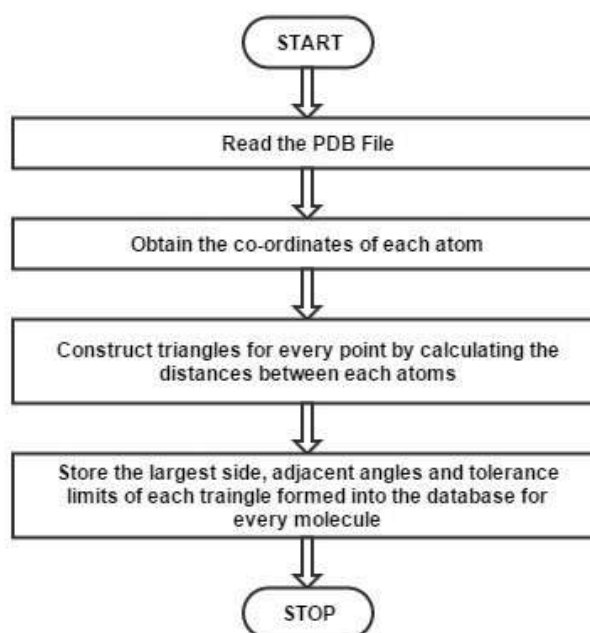 START
Read the PDB File
Obtain the co-ordinates of each atom
Construct triangles for every point by calculating the
distances between each atoms
Store the largest side, adjacent angles and tolerance
limits of each traingle formed into the database for
every molecule
STOP